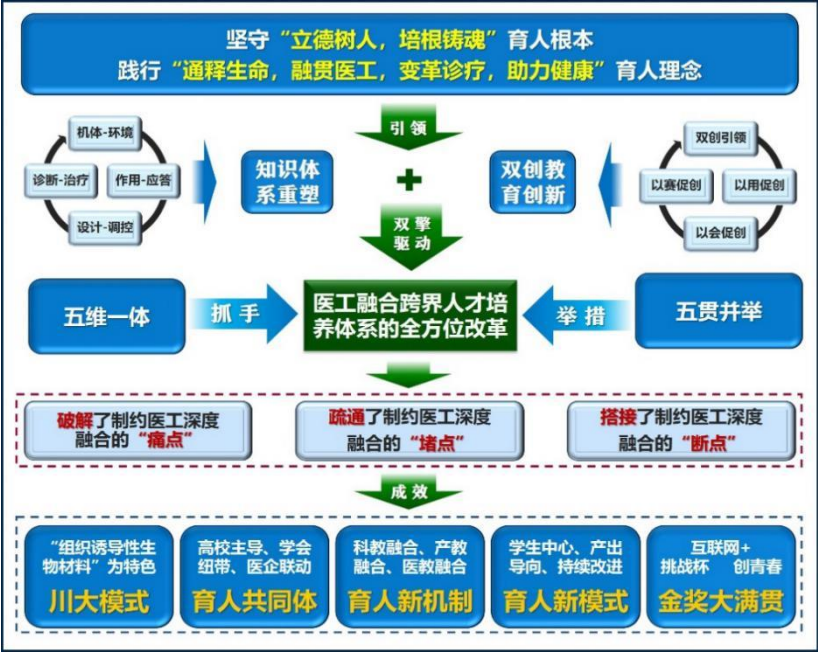 坚守“立德树人，培根铸魂”育人根本
践行“通释生命，融贯医工，变革诊疗，助力健康”育人理念
引领
机体-环境
诊断-治疗
作用-应答
设计-调控
知识体
系重塑
+
双创教
育创新
双创引领
以赛促创
以用促创
以会促创
双擎
驱动
五维一体
抓手
医工融合跨界人才培
养体系的全方位改革
举措
五贯并举
破解了制约医工深度
融合的“痛点”
疏通了制约医工深度
融合的“堵点”
搭接了制约医工深度
融合的“断点”
成效
“组织诱导性生
物材料”为特色
川大模式
高校主导、学会
纽带、医企联动
育人共同体
科教融合、产教
融合、医教融合
育人新机制
学生中心、产出
导向、持续改进
育人新模式
互联网+
挑战杯 创青春
金奖大满贯